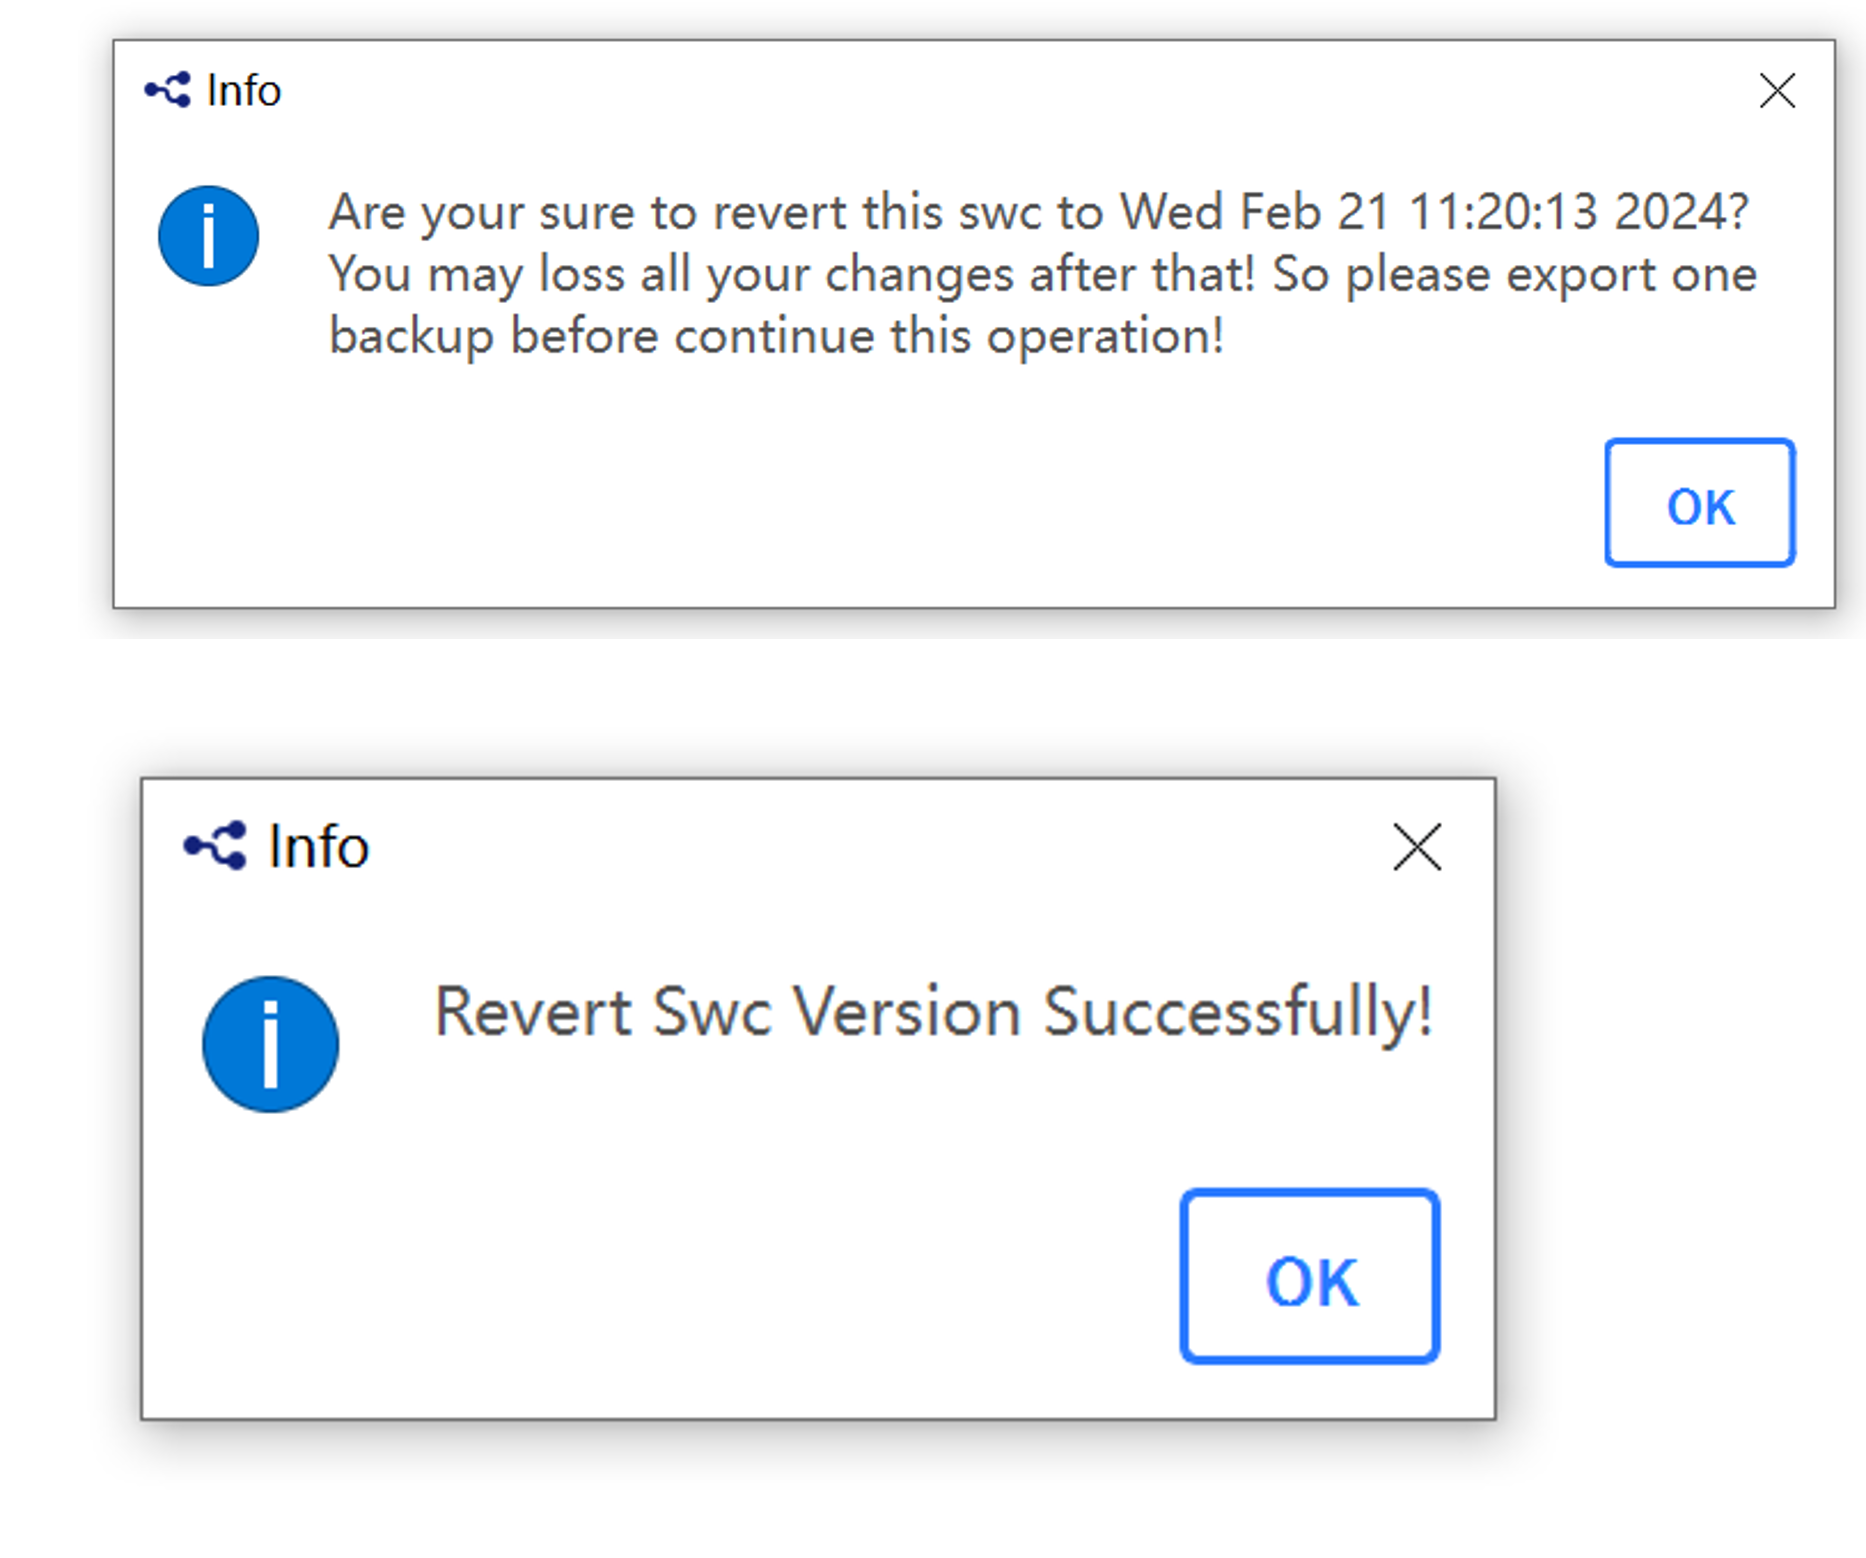 Info
Are your sure to revert this swc to Wed Feb 21 11:20:13 2024?
You may loss all your changes after that! So please export one
backup before continue this operation!
OK
Info
Revert Swc Version Successfully!
OK